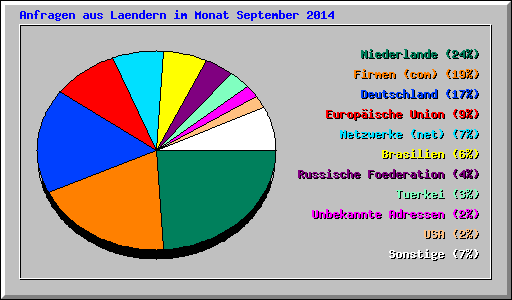 Anfragen aus Laendern im Monat September 2014
Niederlande (24%)
Firmen (com) (19%)
Deutschland (17%)
Europäische Union (9%)
Netzwerke (net) (7%)
Brasilien (6%)
Russische Foederation (4%)
Tuerkei (3%)
Unbekannte Adressen (2%)
USA (2%)
Sonstige (7%)